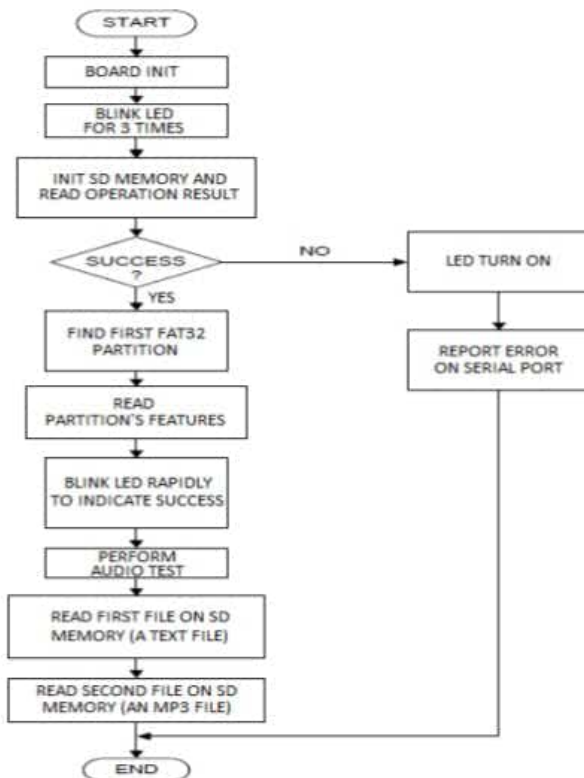 START
BOARD INIT
BLINK LED
FOR 3 TIMES
INIT SD MEMORY AND
READ OPERATION RESULT
SUCCESS
?
NO
YES
LED TURN ON
REPORT ERROR
ON SERIAL PORT
FIND FIRST FAT32
PARTITION
READ
PARTITION'S FEATURES
BLINK LED RAPIDLY
TO INDICATE SUCCESS
PERFORM
AUDIO TEST
READ FIRST FILE ON SD
MEMORY (A TEXT FILE)
READ SECOND FILE ON SD
MEMORY (AN MP3 FILE)
END